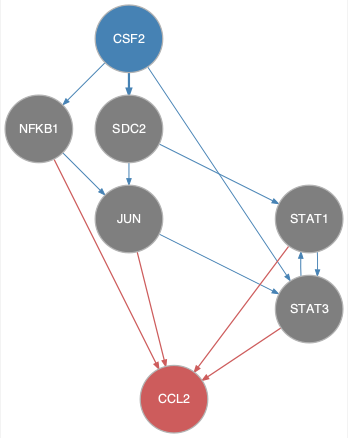 CSF2
NFKB1
SDC2
JUN
STAT1
STAT3
CCL2